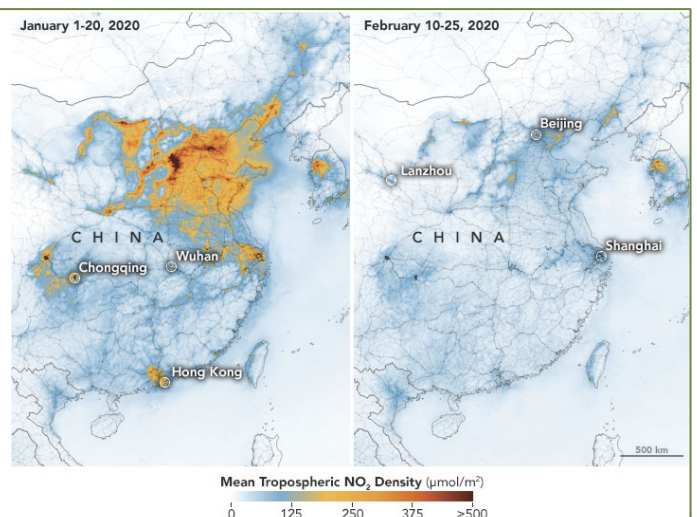 January 1-20, 2020
CHINA
Wuhan
Chongqing
Hong Kong
February 10-25, 2020
Beijing
Lanzhou
CHINA
Shanghai
500 km
Mean Tropospheric NO₂ Density (µmol/m²)
0 125 250 375 >500